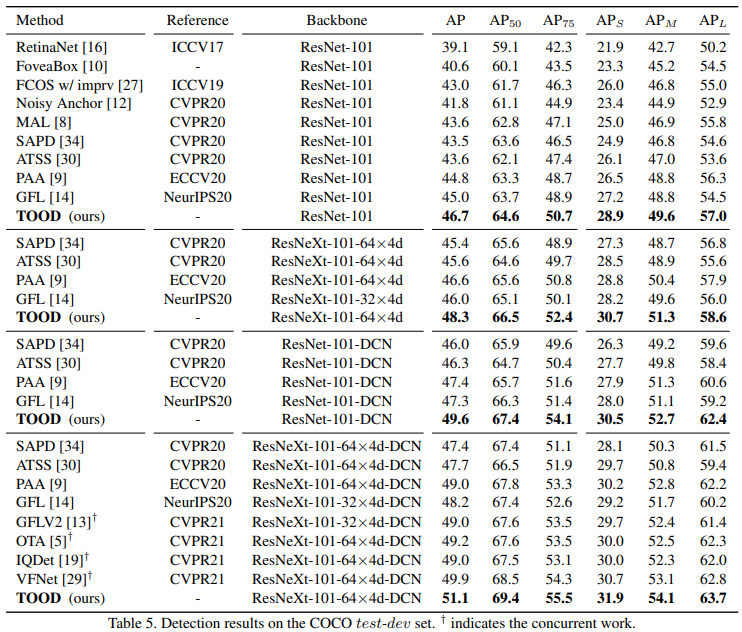 Method Reference Backbone AP AP50 AP75 APS APM APL
RetinaNet [16] ICCV17 ResNet-101 39.1 59.1 42.3 21.9 42.7 50.2
FoveaBox [10] - ResNet-101 40.6 60.1 43.5 23.3 45.2 54.5
FCOS w/ imprv [27] ICCV19 ResNet-101 43.0 61.7 46.3 26.0 46.8 55.0
Noisy Anchor [12] CVPR20 ResNet-101 41.8 61.1 44.9 23.4 44.9 52.9
MAL [8] CVPR20 ResNet-101 43.6 62.8 47.1 25.0 46.9 55.8
SAPD [34] CVPR20 ResNet-101 43.5 63.6 46.5 24.9 46.8 54.6
ATSS [30] CVPR20 ResNet-101 43.6 62.1 47.4 26.1 47.0 53.6
PAA [9] ECCV20 ResNet-101 44.8 63.3 48.7 26.5 48.8 56.3
GFL [14] NeurIPS20 ResNet-101 45.0 63.7 48.9 27.2 48.8 54.5
TOOD (ours) - ResNet-101 46.7 64.6 50.7 28.9 49.6 57.0
SAPD [34] CVPR20 ResNeXt-101-64×4d 45.4 65.6 48.9 27.3 48.7 56.8
ATSS [30] CVPR20 ResNeXt-101-64×4d 45.6 64.6 49.7 28.5 48.9 55.6
PAA [9] ECCV20 ResNeXt-101-64×4d 46.6 65.6 50.8 28.8 50.4 57.9
GFL [14] NeurIPS20 ResNeXt-101-32×4d 46.0 65.1 50.1 28.2 49.6 56.0
TOOD (ours) - ResNeXt-101-64×4d 48.3 66.5 52.4 30.7 51.3 58.6
SAPD [34] CVPR20 ResNet-101-DCN 46.0 65.9 49.6 26.3 49.2 59.6
ATSS [30] CVPR20 ResNet-101-DCN 46.3 64.7 50.4 27.7 49.8 58.4
PAA [9] ECCV20 ResNet-101-DCN 47.4 65.7 51.6 27.9 51.3 60.6
GFL [14] NeurIPS20 ResNet-101-DCN 47.3 66.3 51.4 28.0 51.1 59.2
TOOD (ours) - ResNet-101-DCN 49.6 67.4 54.1 30.5 52.7 62.4
SAPD [34] CVPR20 ResNeXt-101-64×4d-DCN 47.4 67.4 51.1 28.1 50.3 61.5
ATSS [30] CVPR20 ResNeXt-101-64×4d-DCN 47.7 66.5 51.9 29.7 50.8 59.4
PAA [9] ECCV20 ResNeXt-101-64×4d-DCN 49.0 67.8 53.3 30.2 52.8 62.2
GFL [14] NeurIPS20 ResNeXt-101-32×4d-DCN 48.2 67.4 52.6 29.2 51.7 60.2
GFLV2 [13]† CVPR21 ResNeXt-101-32×4d-DCN 49.0 67.6 53.5 29.7 52.4 61.4
OTA [5]† CVPR21 ResNeXt-101-64×4d-DCN 49.2 67.6 53.5 30.0 52.5 62.3
IQDet [19]† CVPR21 ResNeXt-101-64×4d-DCN 49.0 67.5 53.1 30.0 52.3 62.0
VFNet [29]† CVPR21 ResNeXt-101-64×4d-DCN 49.9 68.5 54.3 30.7 53.1 62.8
TOOD (ours) - ResNeXt-101-64×4d-DCN 51.1 69.4 55.5 31.9 54.1 63.7
Table 5. Detection results on the COCO test-dev set. † indicates the concurrent work.